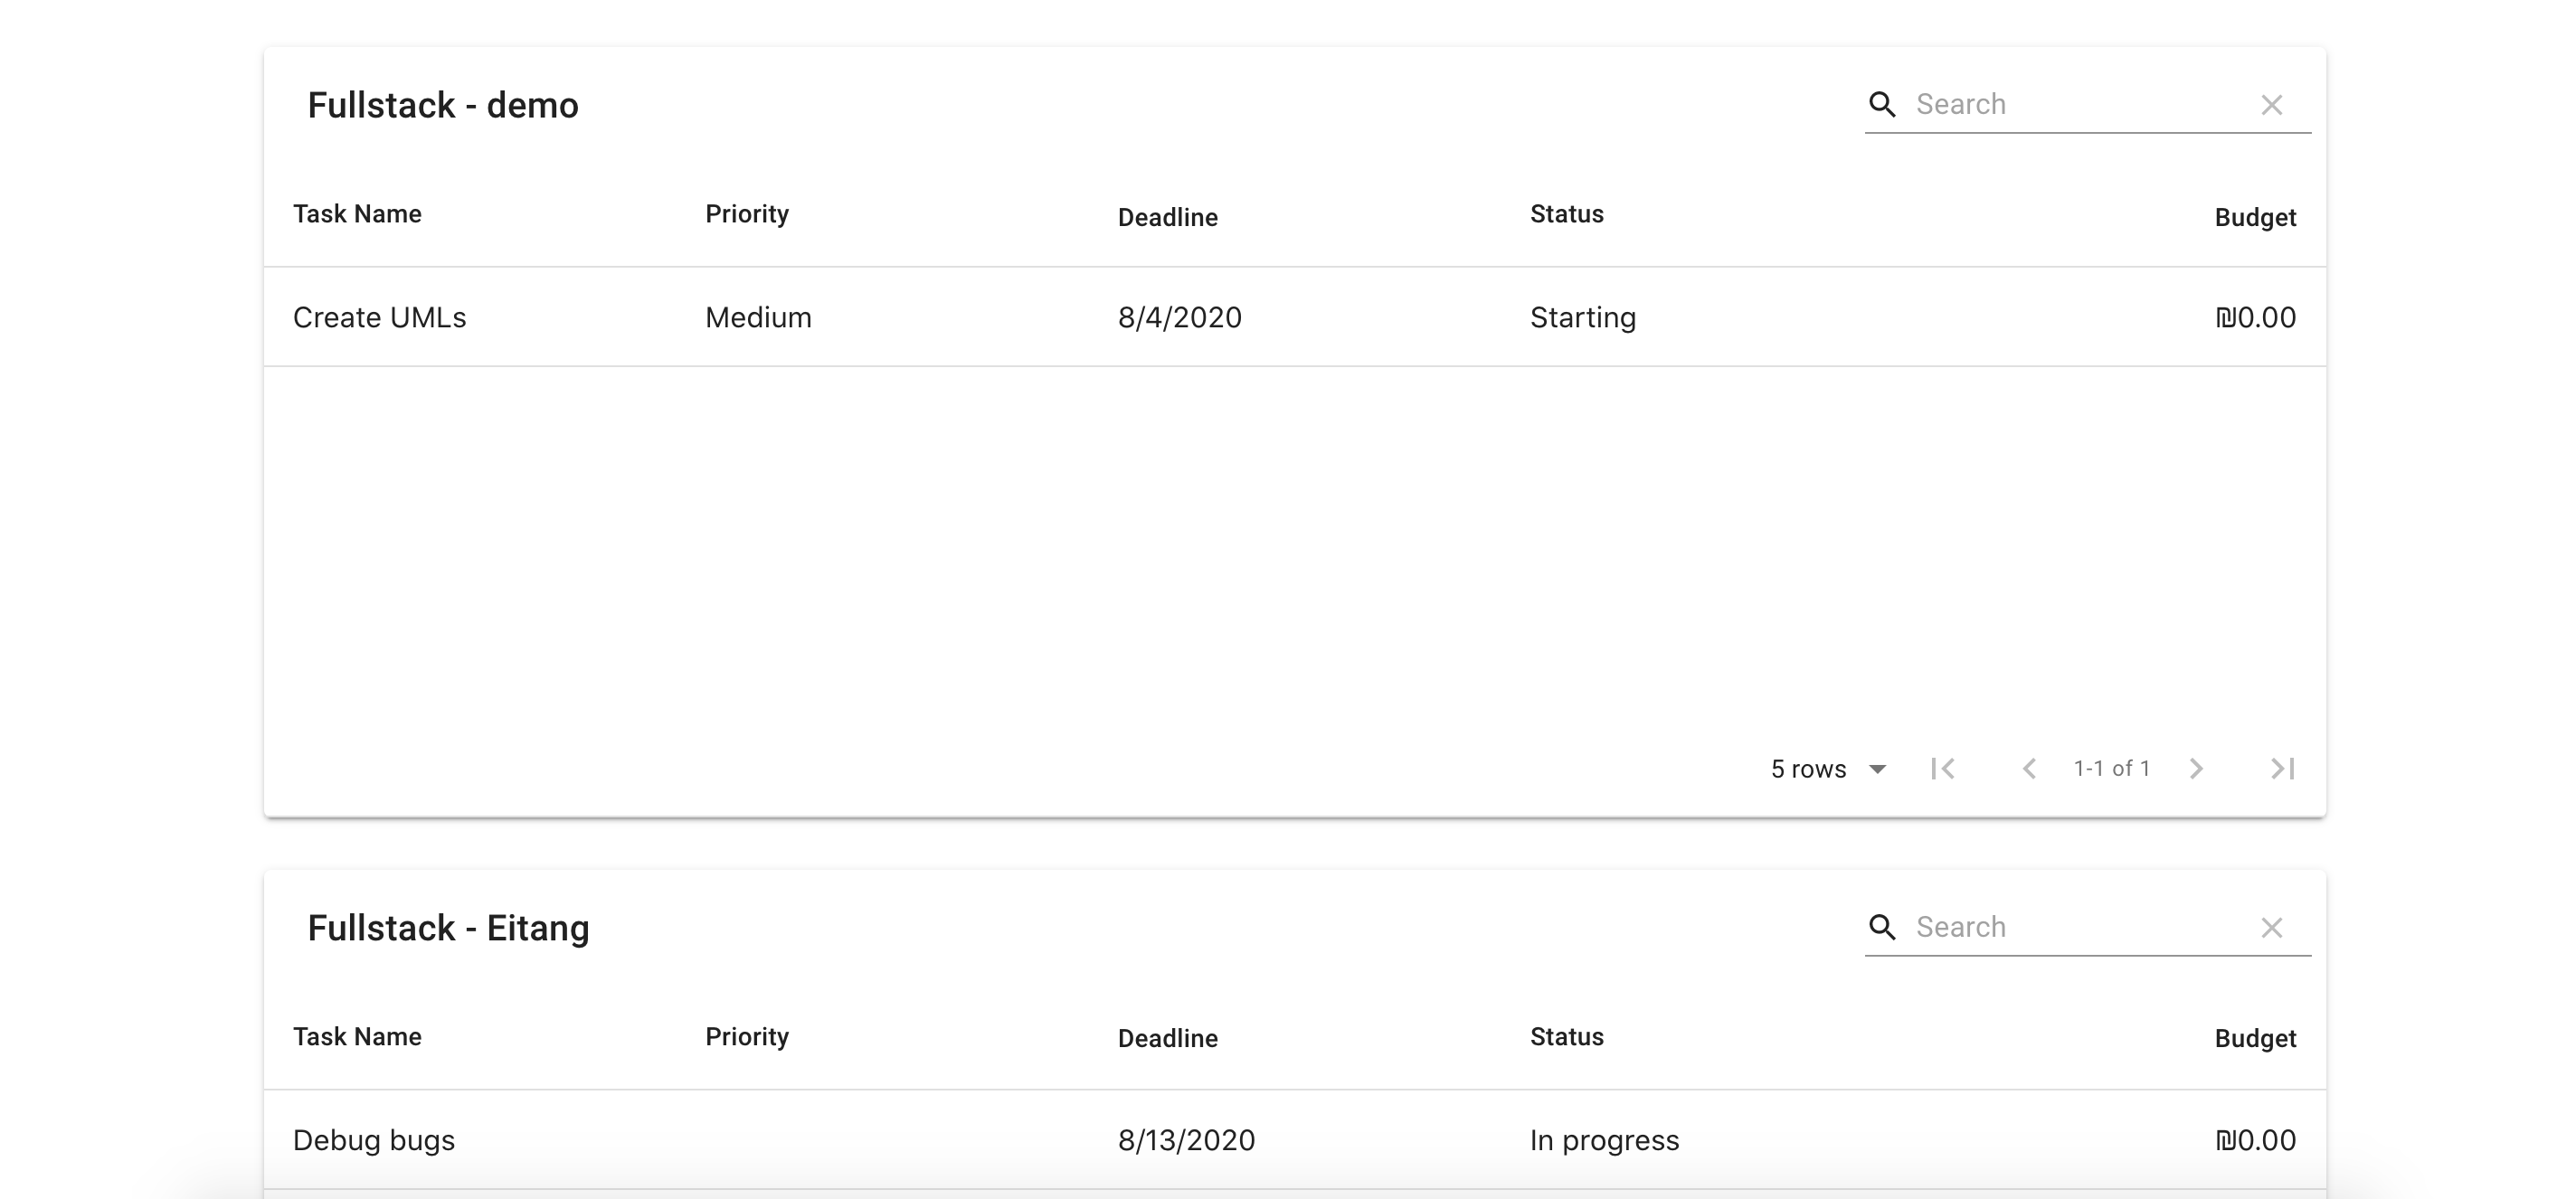 Fullstack - demo
Search
Task Name Priority Deadline Status Budget
Create UMLs Medium 8/4/2020 Starting ₪0.00
5 rows 1-1 of 1
Fullstack - Eitang
Search
Task Name Priority Deadline Status Budget
Debug bugs 8/13/2020 In progress ₪0.00